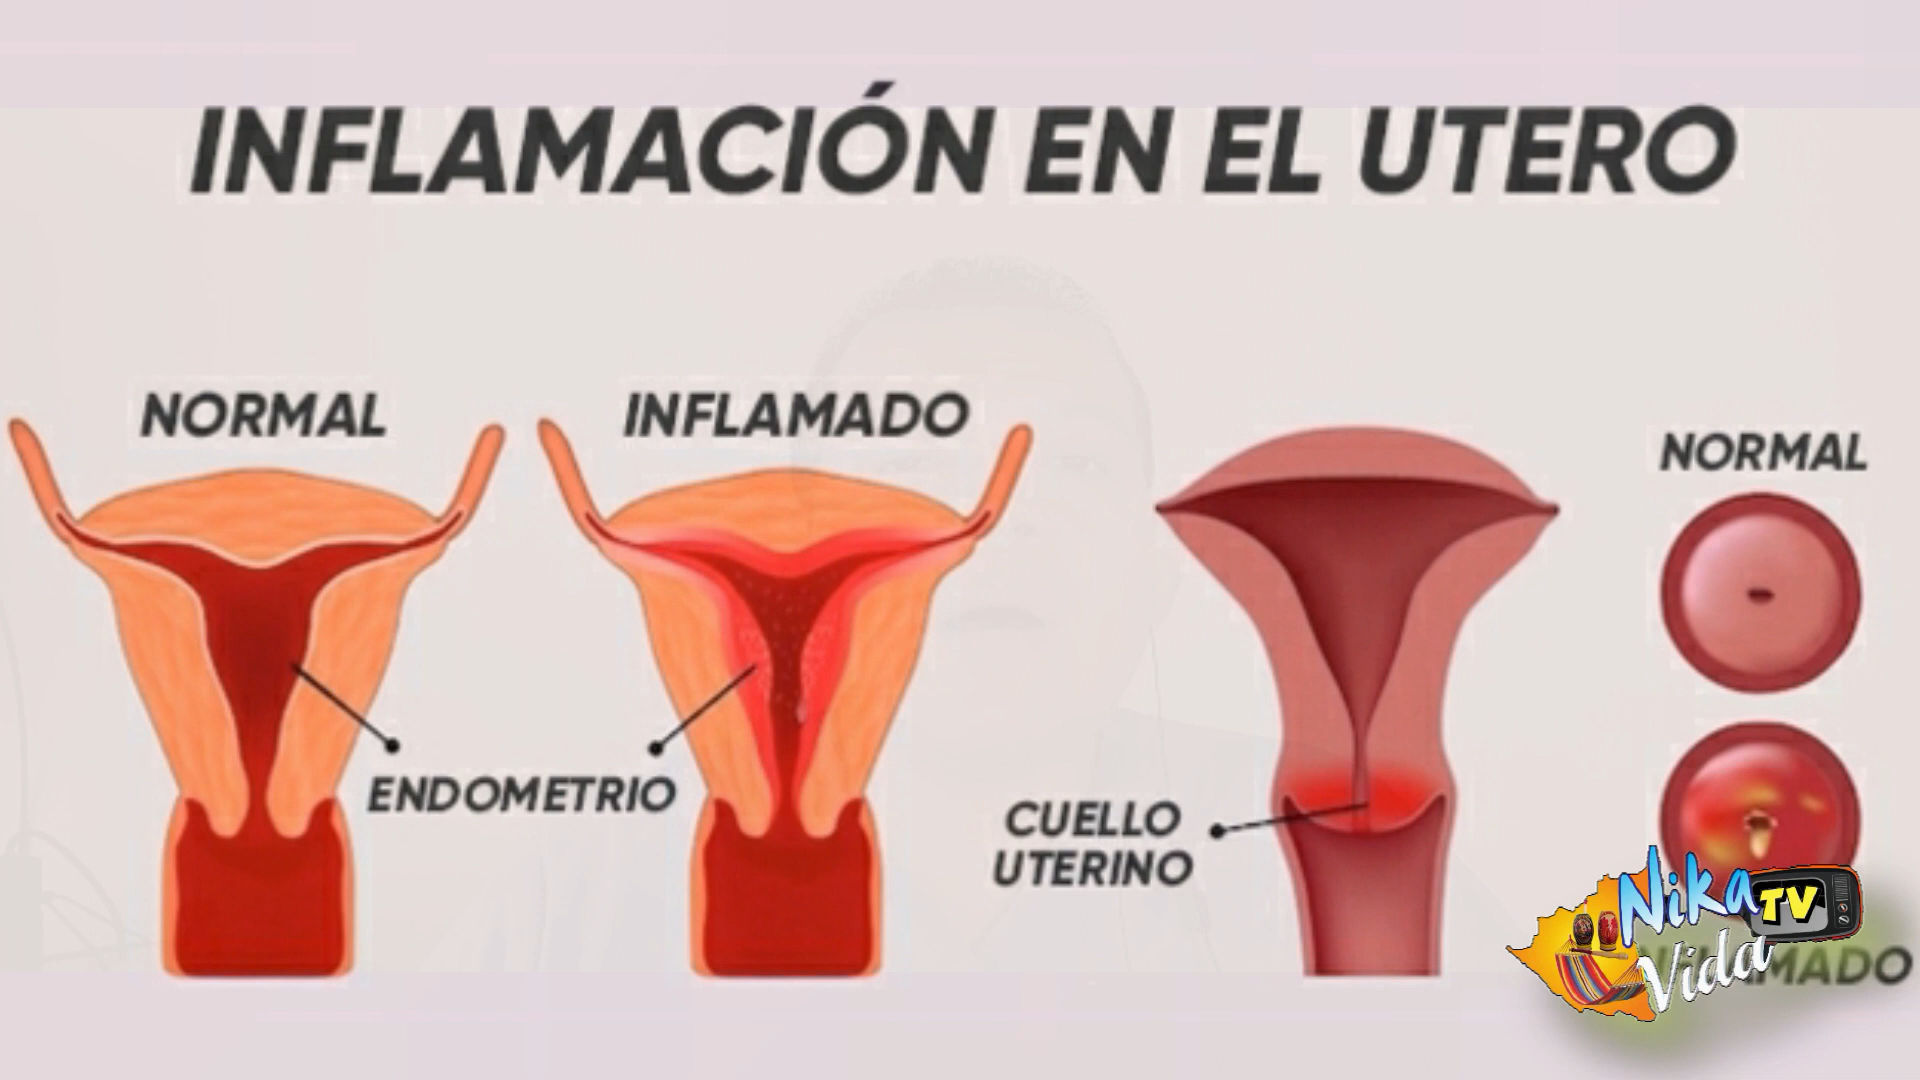 INFLAMACIÓN EN EL UTERO
NORMAL
INFLAMADO
NORMAL
ENDOMETRIO
CUELLO
UTERINO
Nika TV
Vida